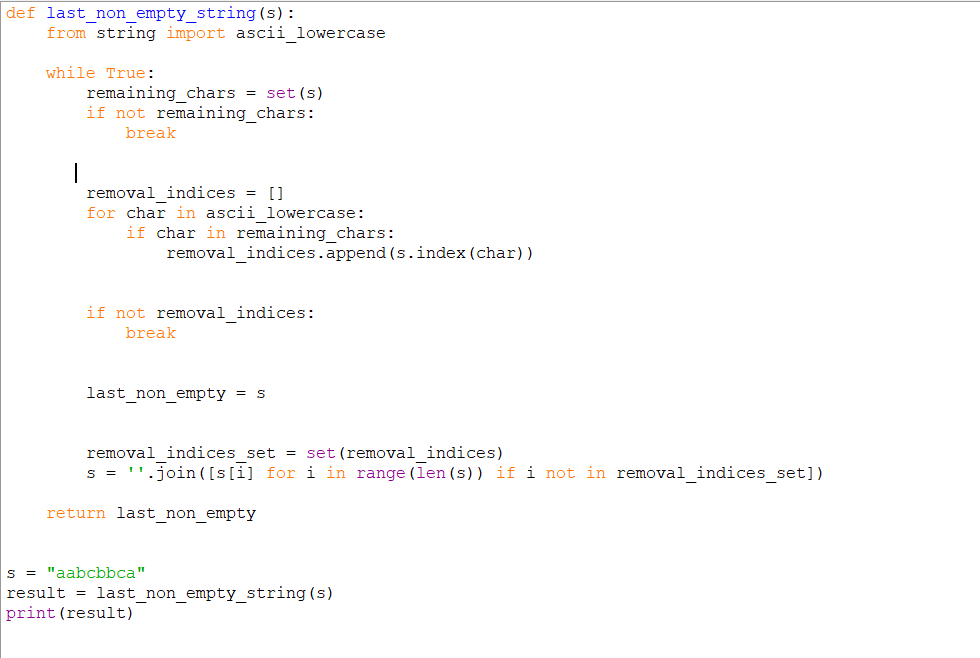 def last_non_empty_string(s):
    from string import ascii_lowercase
    while True:
        remaining_chars = set(s)
        if not remaining_chars:
            break
        removal_indices = []
        for char in ascii_lowercase:
            if char in remaining_chars:
                removal_indices.append(s.index(char))
        if not removal_indices:
            break
        last_non_empty = s
        removal_indices_set = set(removal_indices)
        s = ''.join([s[i] for i in range(len(s)) if i not in removal_indices_set])
    return last_non_empty
s = "aabcbbca"
result = last_non_empty_string(s)
print(result)